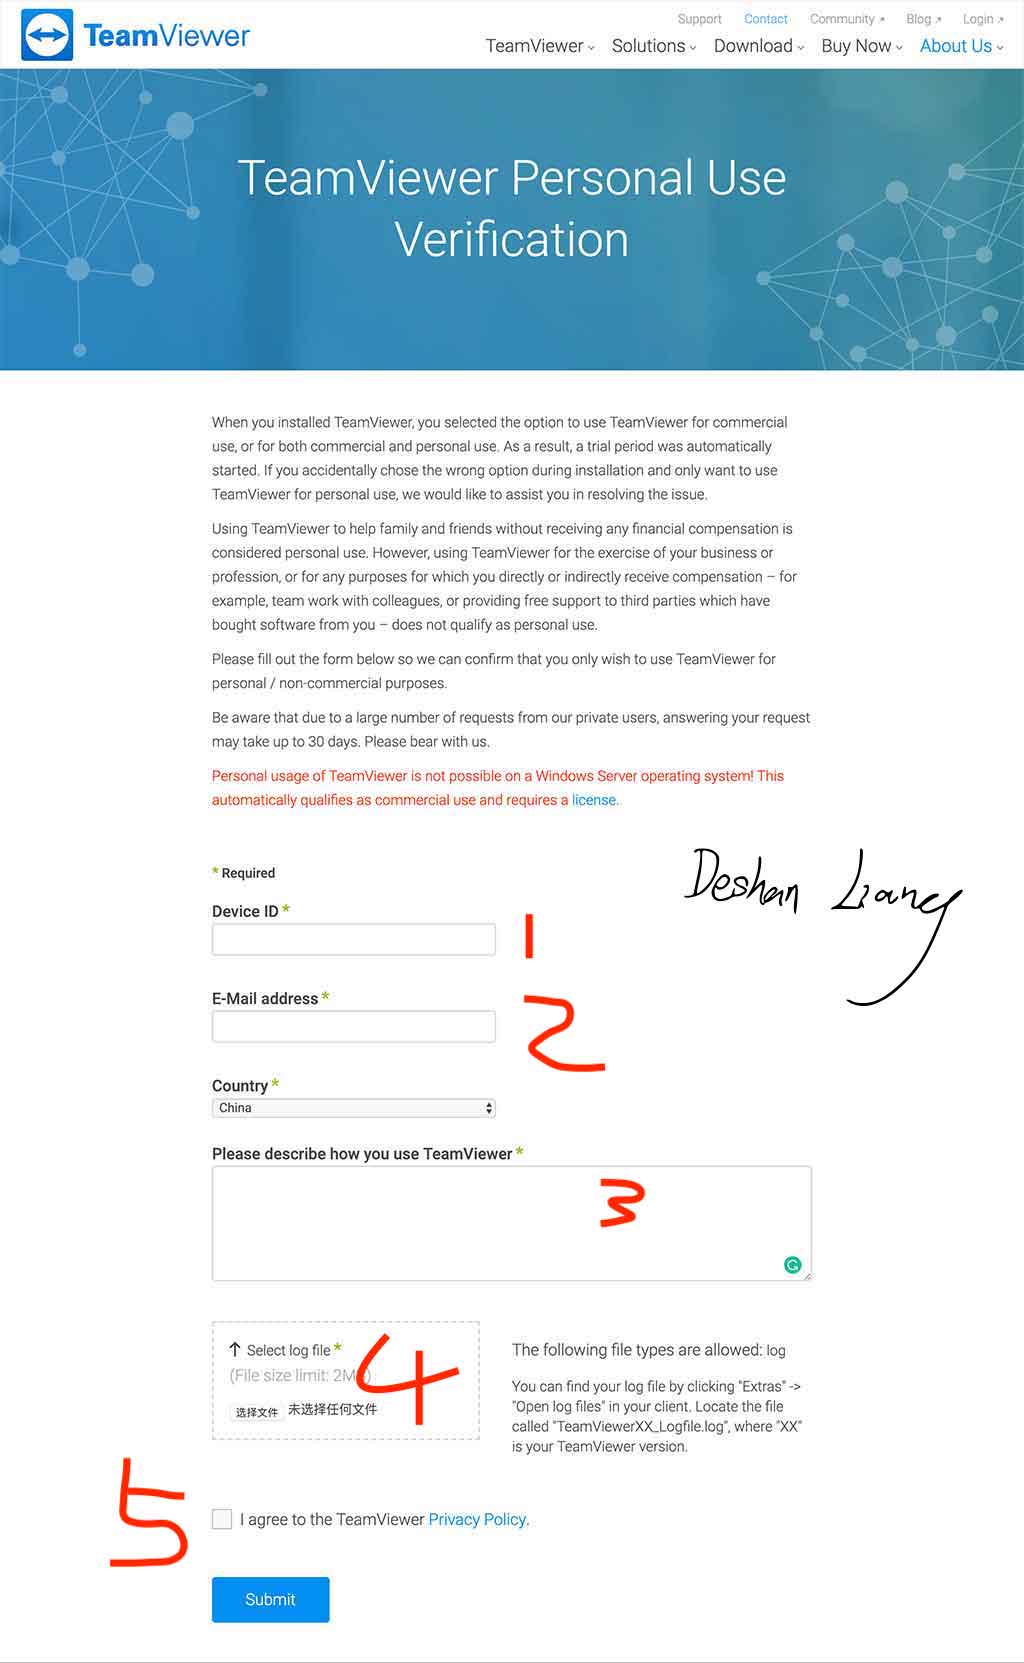 TeamViewer
Support Contact Community Blog Login
TeamViewer Solutions Download Buy Now About Us
TeamViewer Personal Use
Verification
When you installed TeamViewer, you selected the option to use TeamViewer for commercial
use, or for both commercial and personal use. As a result, a trial period was automatically
started. If you accidentally chose the wrong option during installation and only want to use
TeamViewer for personal use, we would like to assist you in resolving the issue.
Using TeamViewer to help family and friends without receiving any financial compensation is
considered personal use. However, using TeamViewer for the exercise of your business or
profession, or for any purposes for which you directly or indirectly receive compensation – for
example, team work with colleagues, or providing free support to third parties which have
bought software from you – does not qualify as personal use.
Please fill out the form below so we can confirm that you only wish to use TeamViewer for
personal / non-commercial purposes.
Be aware that due to a large number of requests from our private users, answering your request
may take up to 30 days. Please bear with us.
Personal usage of TeamViewer is not possible on a Windows Server operating system! This
automatically qualifies as commercial use and requires a license.
* Required
Deshan Liang
Device ID *
1
E-Mail address *
2
Country *
China
Please describe how you use TeamViewer *
3
↑ Select log file *
(File size limit: 2MB)
选择文件 未选择任何文件
4
The following file types are allowed: log
You can find your log file by clicking "Extras" ->
"Open log files" in your client. Locate the file
called "TeamViewerXX_Logfile.log", where "XX"
is your TeamViewer version.
5
I agree to the TeamViewer Privacy Policy.
Submit